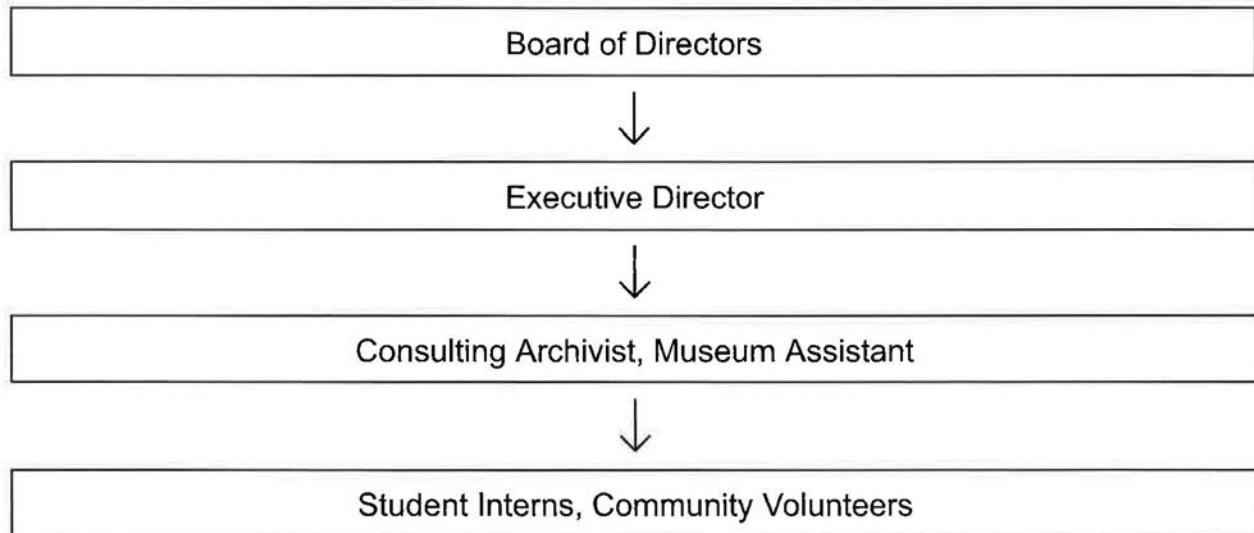 Board of Directors
Executive Director
Consulting Archivist, Museum Assistant
Student Interns, Community Volunteers